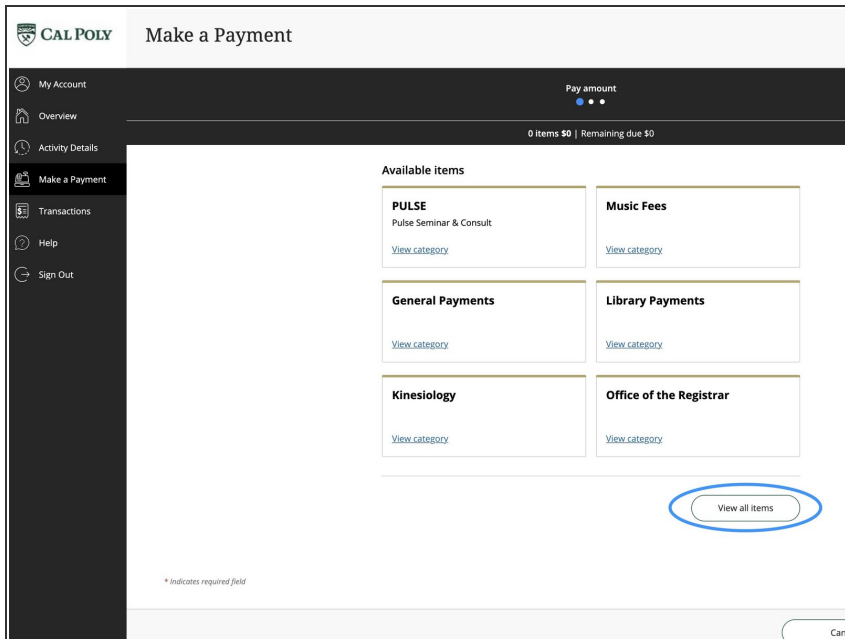 CAL POLY
Make a Payment
My Account
Overview
Activity Details
Make a Payment
Transactions
Help
Sign Out
Pay amount
0 items $0 | Remaining due $0
Available items
PULSE
Pulse Seminar & Consult
View category
Music Fees
View category
General Payments
View category
Library Payments
View category
Kinesiology
View category
Office of the Registrar
View category
View all items
* Indicates required field
Can